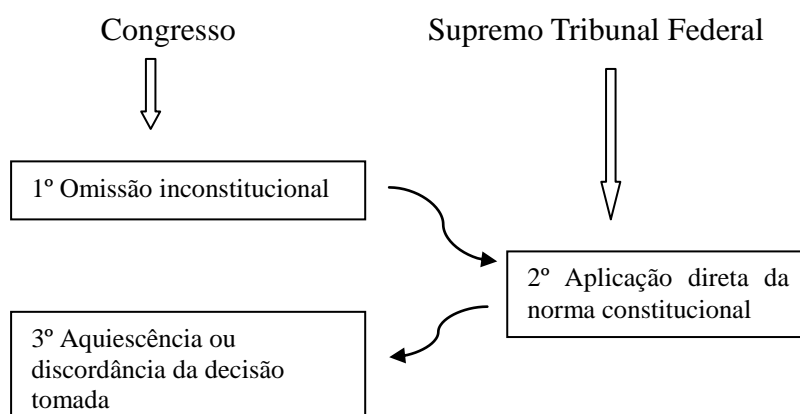 Congresso
Supremo Tribunal Federal
1º Omissão inconstitucional
2º Aplicação direta da
norma constitucional
3º Aquiescência ou
discordância da decisão
tomada